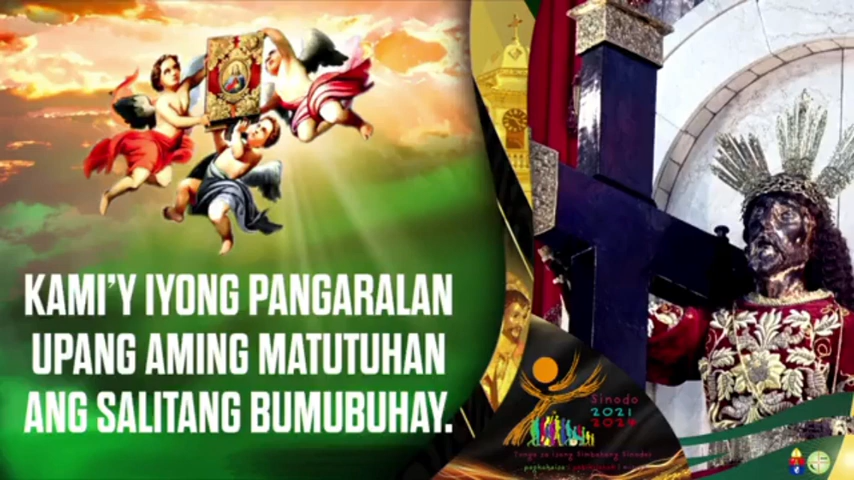 KAMI'Y IYONG PANGARALAN
UPANG AMING MATUTUHAN
ANG SALITANG BUMUBUHAY.
Sinodo
2021
2024